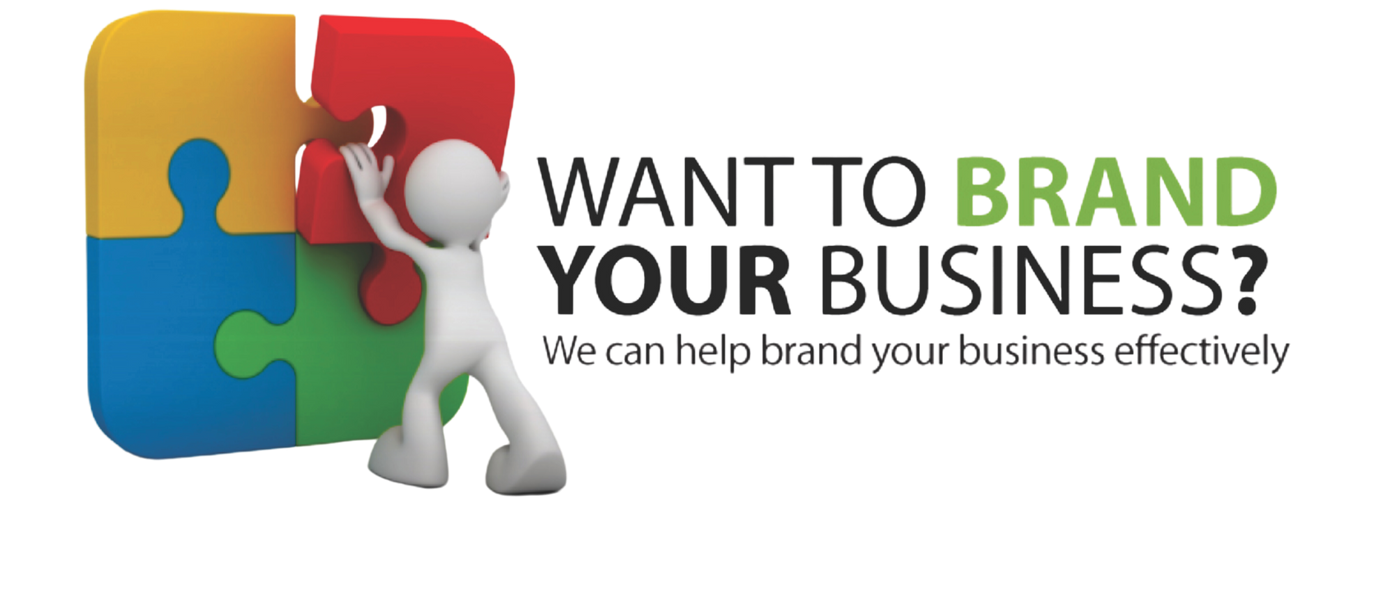 WANT TO BRAND
YOUR BUSINESS?
We can help brand your business effectively